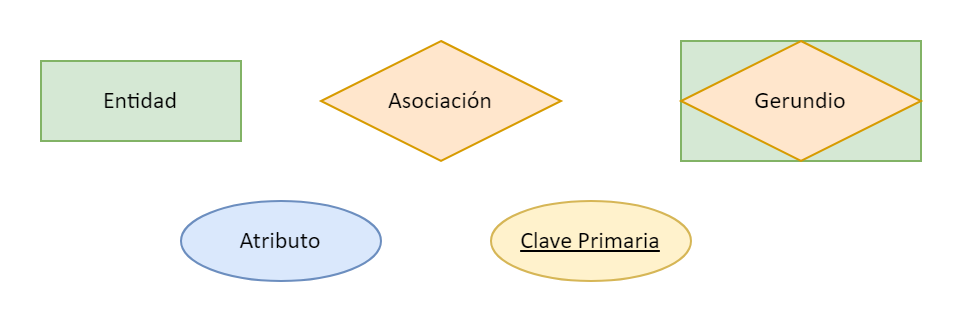 Entidad
Asociación
Gerundio
Atributo
Clave Primaria